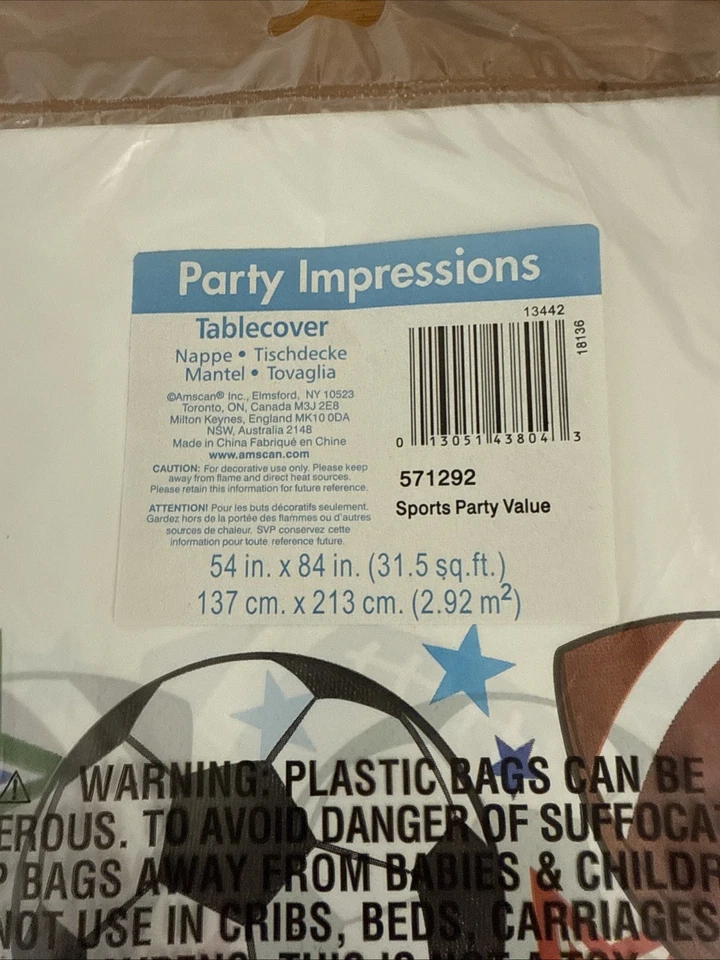 Party Impressions
Tablecover
Nappe • Tischdecke
Mantel • Tovaglia
©Amscan® Inc., Elmsford, NY 10523
Toronto, ON, Canada M3J 2E8
Milton Keynes, England MK10 0DA
NSW, Australia 2148
Made in China Fabriqué en Chine
www.amscan.com
CAUTION: For decorative use only. Please keep
away from flame and direct heat sources.
Please retain this information for future reference.
ATTENTION! Pour les buts décoratifs seulement.
Gardez hors de la portée des flammes ou d'autres
sources de chaleur. SVP conservez cette
information pour toute reference future.
13442
18136
0 13051 43804 3
571292
Sports Party Value
54 in. x 84 in. (31.5 sq.ft.)
137 cm. x 213 cm. (2.92 m²)
WARNING: PLASTIC BAGS CAN BE
EROUS. TO AVOID DANGER OF SUFFOCA
P BAGS AWAY FROM BABIES & CHILDR
NOT USE IN CRIBS, BEDS, CARRIAGES
THIS IS NOT A TOY